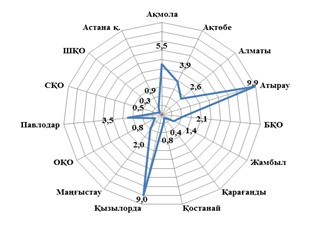 Ақмола
Астана қ.
Ақтөбе
5,5
ШҚО
Алматы
3,9
СҚО
0,9
2,6
9,9
Атырау
0,3
0,5
Павлодар
3,5
2,1
БҚО
0,8
0,4
1,4
ОҚО
2,0
0,8
Жамбыл
Маңғыстау
Қарағанды
Қызылорда
9,0
Қостанай